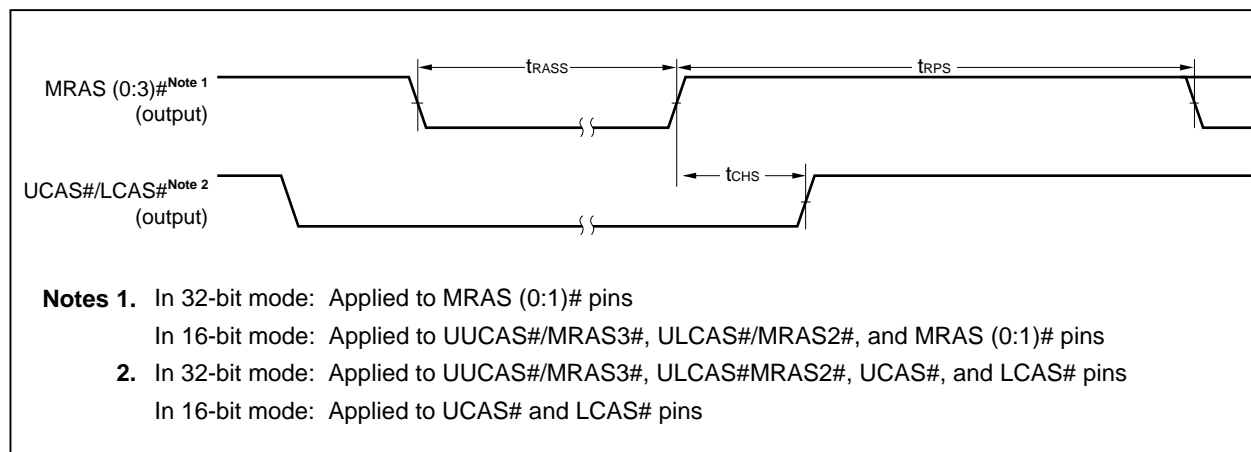 tRASS
tRPS
MRAS (0:3)#Note 1
(output)
tCHS
UCAS#/LCAS#Note 2
(output)
Notes 1. In 32-bit mode: Applied to MRAS (0:1)# pins
In 16-bit mode: Applied to UUCAS#/MRAS3#, ULCAS#/MRAS2#, and MRAS (0:1)# pins
2. In 32-bit mode: Applied to UUCAS#/MRAS3#, ULCAS#MRAS2#, UCAS#, and LCAS# pins
In 16-bit mode: Applied to UCAS# and LCAS# pins